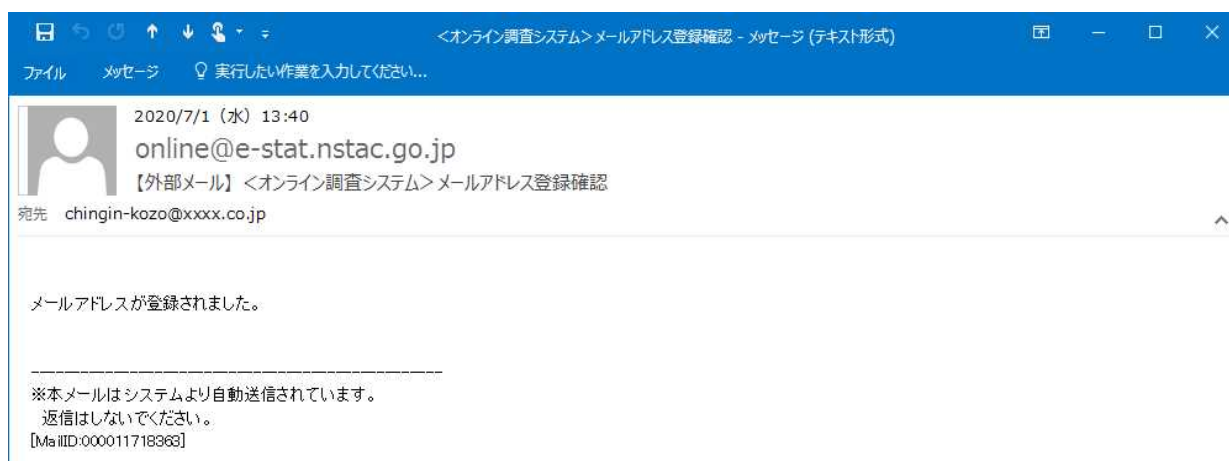 ＜オンライン調査システム＞メールアドレス登録確認 - メッセージ (テキスト形式)
ファイル メッセージ 実行したい作業を入力してください...
2020/7/1（水）13:40
online@e-stat.nstac.go.jp
【外部メール】＜オンライン調査システム＞メールアドレス登録確認
宛先 chingin-kozo@xxxx.co.jp
メールアドレスが登録されました。
--------------------------------------------------
※本メールはシステムより自動送信されています。
返信はしないでください。
[MailID:000011718363]